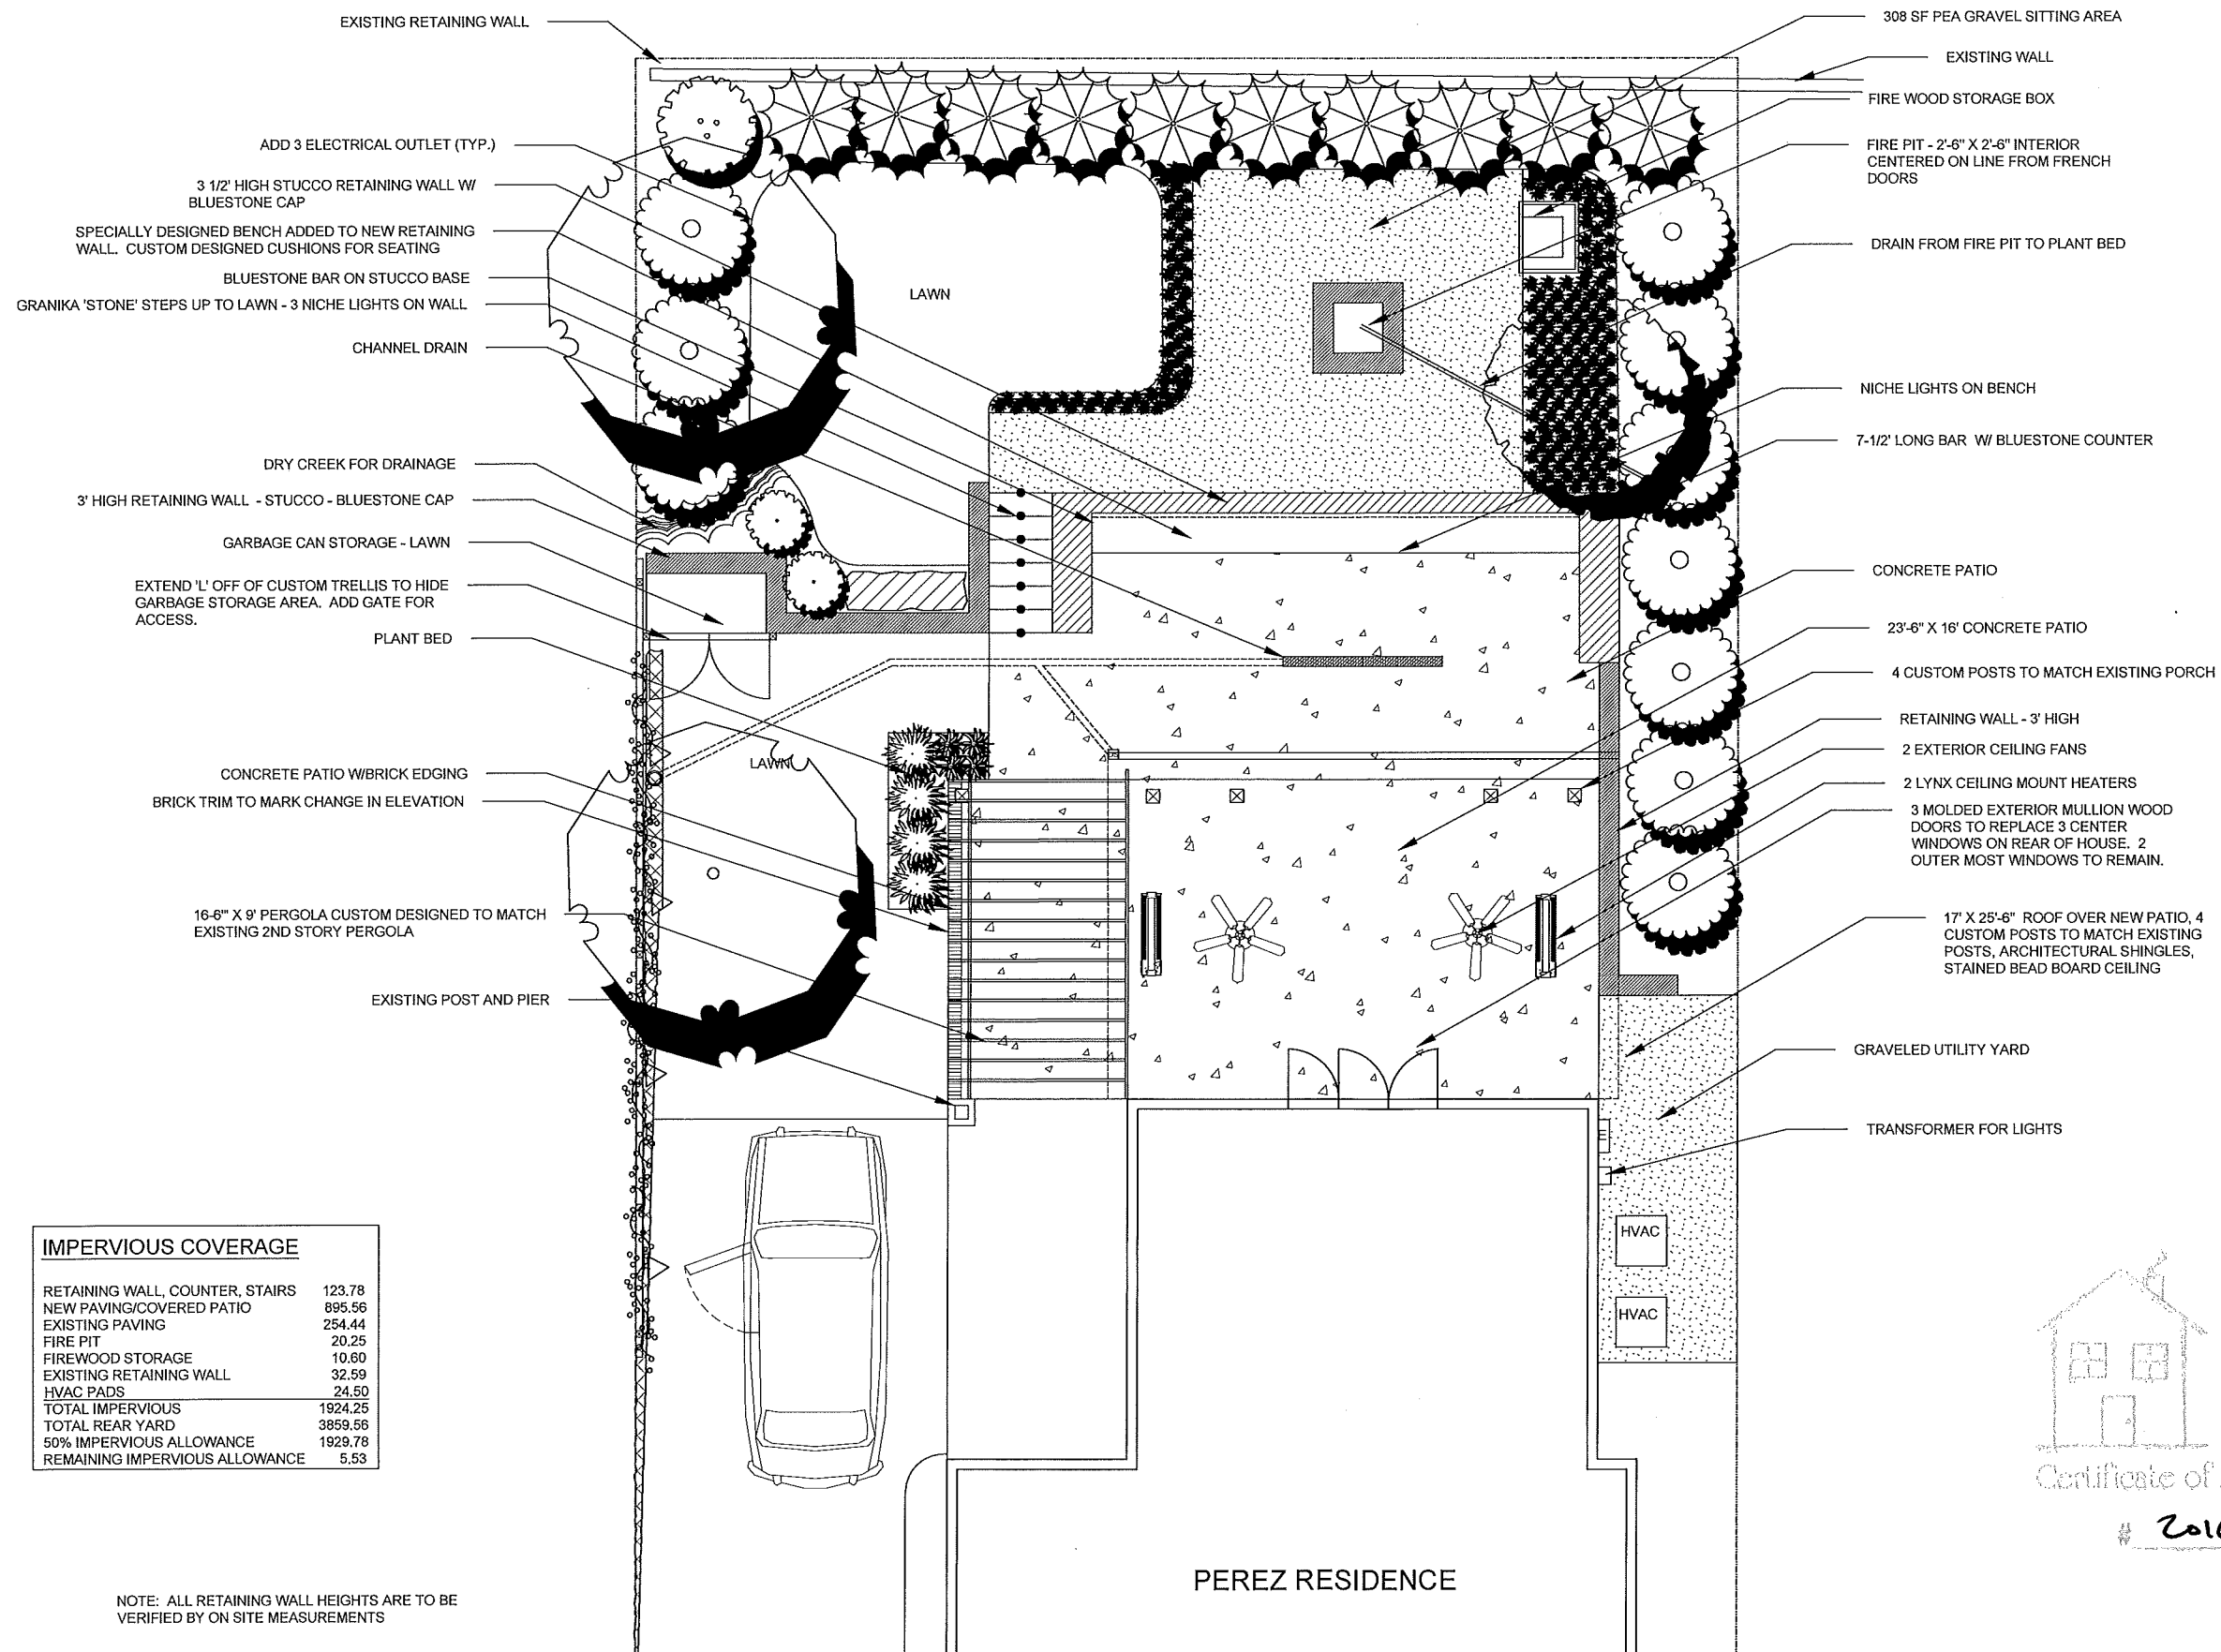 EXISTING RETAINING WALL
ADD 3 ELECTRICAL OUTLET (TYP.)
3 1/2' HIGH STUCCO RETAINING WALL W/
BLUESTONE CAP
SPECIALLY DESIGNED BENCH ADDED TO NEW RETAINING
WALL. CUSTOM DESIGNED CUSHIONS FOR SEATING
BLUESTONE BAR ON STUCCO BASE
GRANIKA 'STONE' STEPS UP TO LAWN - 3 NICHE LIGHTS ON WALL
CHANNEL DRAIN
DRY CREEK FOR DRAINAGE
3' HIGH RETAINING WALL - STUCCO - BLUESTONE CAP
GARBAGE CAN STORAGE - LAWN
EXTEND 'L' OFF OF CUSTOM TRELLIS TO HIDE
GARBAGE STORAGE AREA. ADD GATE FOR
ACCESS.
PLANT BED
CONCRETE PATIO W/BRICK EDGING
BRICK TRIM TO MARK CHANGE IN ELEVATION
16-6'" X 9' PERGOLA CUSTOM DESIGNED TO MATCH
EXISTING 2ND STORY PERGOLA
EXISTING POST AND PIER
LAWN
LAWN
308 SF PEA GRAVEL SITTING AREA
EXISTING WALL
FIRE WOOD STORAGE BOX
FIRE PIT - 2'-6" X 2'-6" INTERIOR
CENTERED ON LINE FROM FRENCH
DOORS
DRAIN FROM FIRE PIT TO PLANT BED
NICHE LIGHTS ON BENCH
7-1/2' LONG BAR W/ BLUESTONE COUNTER
CONCRETE PATIO
23'-6" X 16' CONCRETE PATIO
4 CUSTOM POSTS TO MATCH EXISTING PORCH
RETAINING WALL - 3' HIGH
2 EXTERIOR CEILING FANS
2 LYNX CEILING MOUNT HEATERS
3 MOLDED EXTERIOR MULLION WOOD
DOORS TO REPLACE 3 CENTER
WINDOWS ON REAR OF HOUSE. 2
OUTER MOST WINDOWS TO REMAIN.
17' X 25'-6" ROOF OVER NEW PATIO, 4
CUSTOM POSTS TO MATCH EXISTING
POSTS, ARCHITECTURAL SHINGLES,
STAINED BEAD BOARD CEILING
GRAVELED UTILITY YARD
TRANSFORMER FOR LIGHTS
E
HVAC
HVAC
IMPERVIOUS COVERAGE
RETAINING WALL, COUNTER, STAIRS 123.78
NEW PAVING/COVERED PATIO 895.56
EXISTING PAVING 254.44
FIRE PIT 20.25
FIREWOOD STORAGE 10.60
EXISTING RETAINING WALL 32.59
HVAC PADS 24.50
TOTAL IMPERVIOUS 1924.25
TOTAL REAR YARD 3859.56
50% IMPERVIOUS ALLOWANCE 1929.78
REMAINING IMPERVIOUS ALLOWANCE 5.53
NOTE: ALL RETAINING WALL HEIGHTS ARE TO BE
VERIFIED BY ON SITE MEASUREMENTS
PEREZ RESIDENCE
Certificate of
# 201